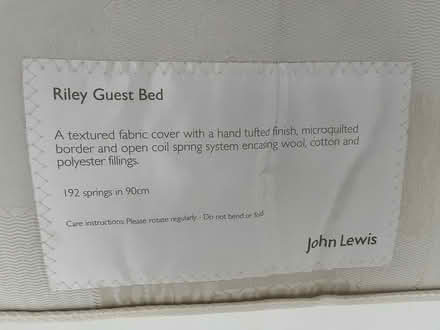 Riley Guest Bed
A textured fabric cover with a hand tufted finish, microquilted
border and open coil spring system encasing wool, cotton and
polyester fillings.
192 springs in 90cm
Care instructions: Please rotate regularly - Do not bend or fold
John Lewis